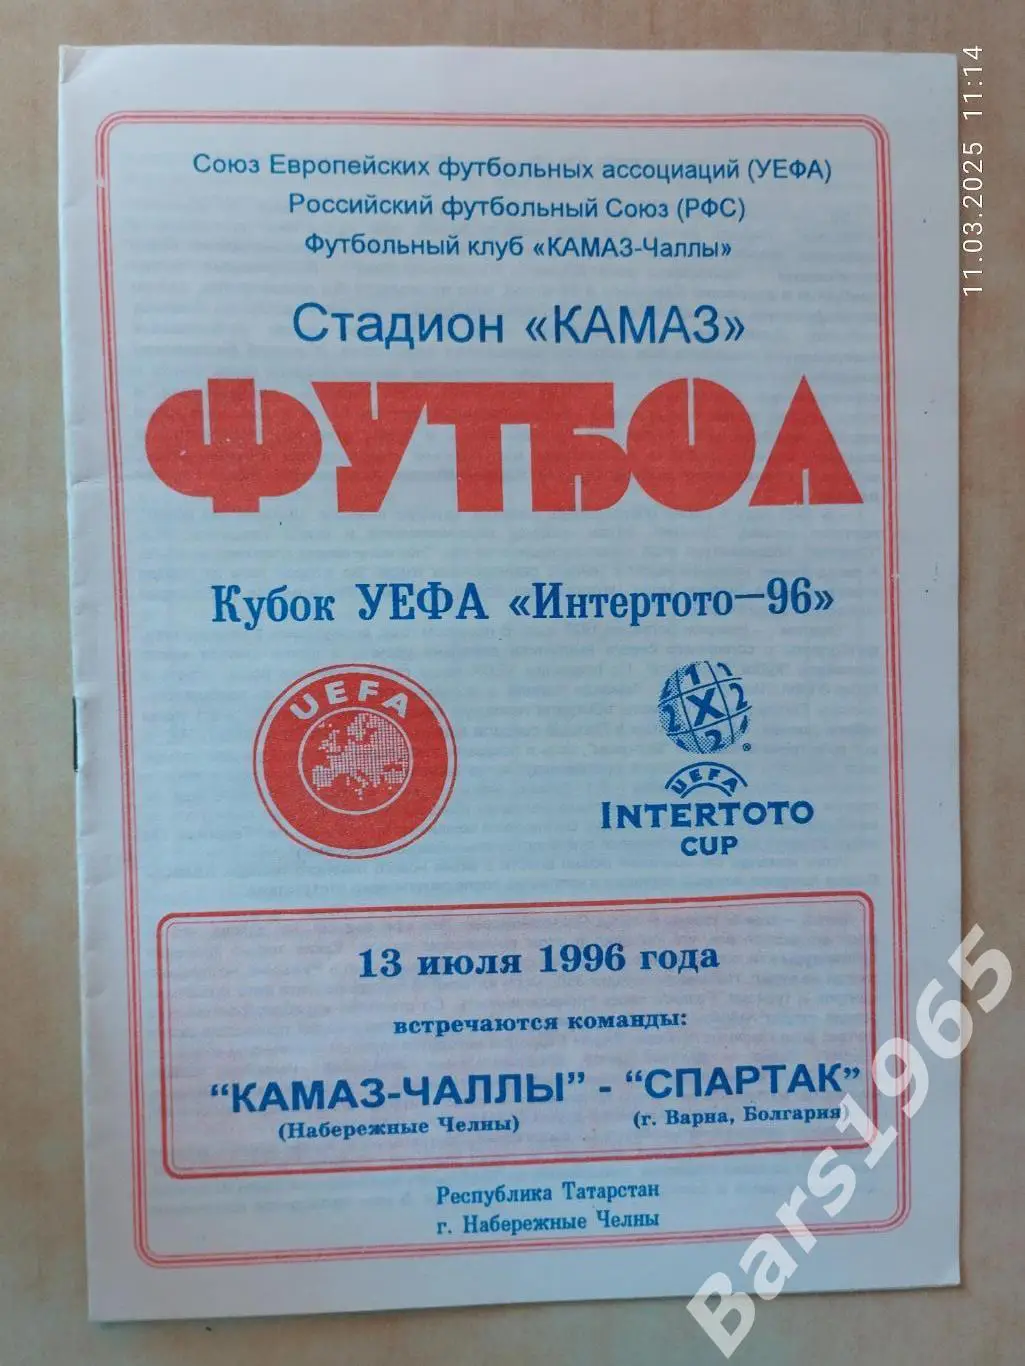 11.03.2025 11:14
Союз Европейских футбольных ассоциаций (УЕФА)
Российский футбольный Союз (РФС)
Футбольный клуб «КАМАЗ-Чаллы»
Стадион «КАМАЗ»
ФУТБОЛ
Кубок УЕФА «Интертото—96»
UEFA
1 X 2 2 2
®
UEFA
INTERTOTO
CUP
13 июля 1996 года
встречаются команды:
"КАМАЗ-ЧАЛЛЫ" - "СПАРТАК"
(Набережные Челны) (г. Варна, Болгария)
Республика Татарстан
г. Набережные Челны
Bars1965